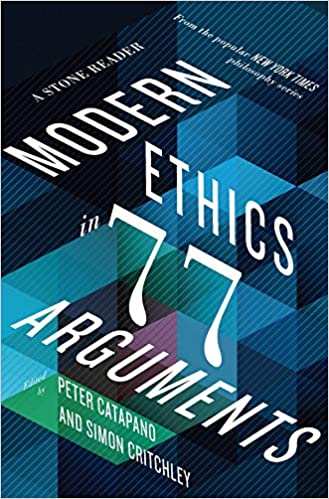 A STONE READER
From the popular NEW YORK TIMES
philosophy series
MODERN
ETHICS
in 77
ARGUMENTS
Edited
by
PETER CATAPANO
AND SIMON CRITCHLEY